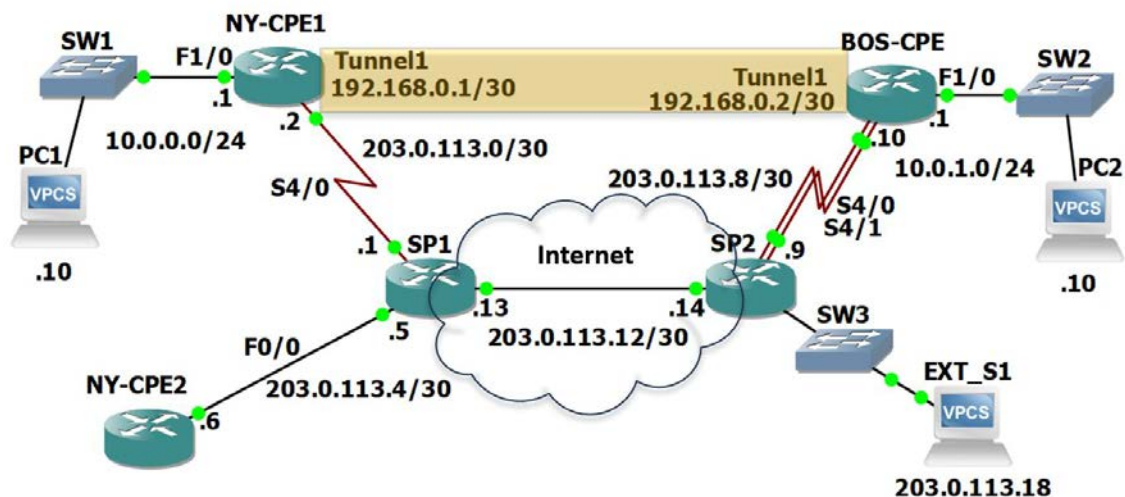 NY-CPE1
SW1
F1/0
.1
.2
Tunnel1
192.168.0.1/30
Tunnel1
192.168.0.2/30
BOS-CPE
F1/0
SW2
.1
.10
10.0.0.0/24
203.0.113.0/30
10.0.1.0/24
PC1
VPCS
.10
S4/0
203.0.113.8/30
S4/0
S4/1
PC2
VPCS
.10
.1
SP1
Internet
SP2
.9
.13
.14
203.0.113.12/30
.5
F0/0
203.0.113.4/30
NY-CPE2
.6
SW3
EXT_S1
VPCS
203.0.113.18